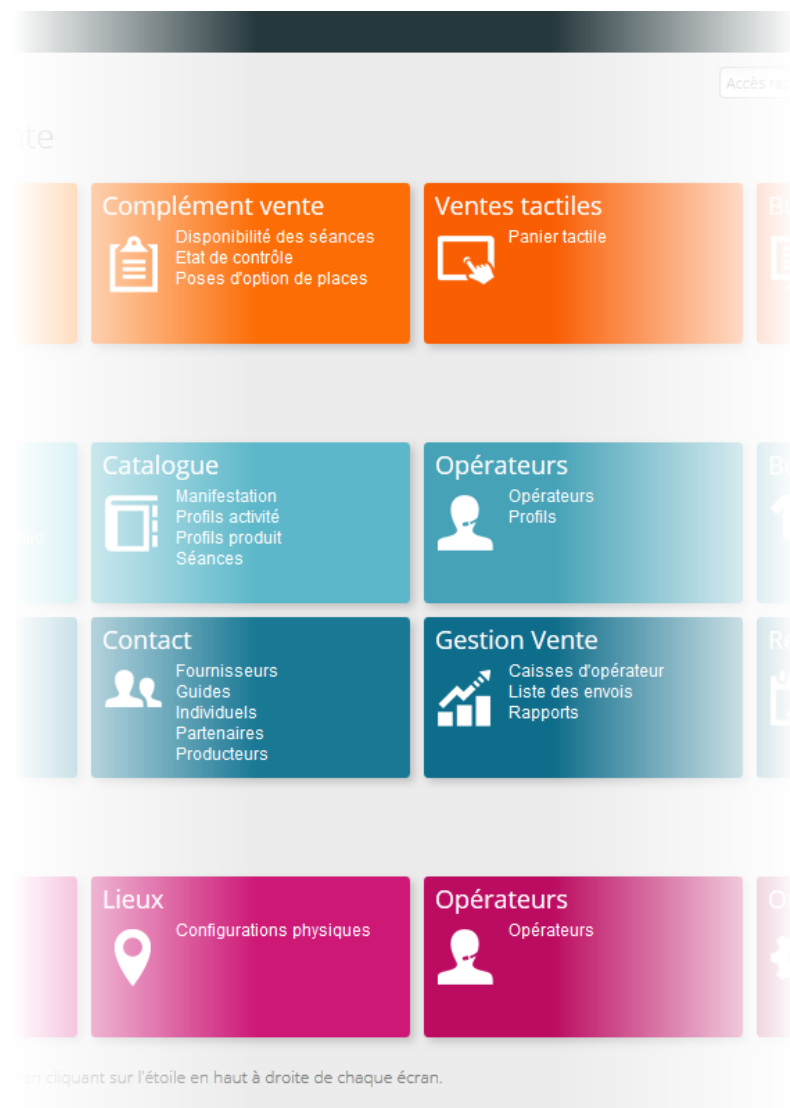 Accès
Complément vente
Disponibilité des séances
Etat de contrôle
Poses d'option de places
Ventes tactiles
Panier tactile
Catalogue
Manifestation
Profils activité
Profils produit
Séances
Opérateurs
Opérateurs
Profils
Contact
Fournisseurs
Guides
Individuels
Partenaires
Producteurs
Gestion Vente
Caisses d'opérateur
Liste des envois
Rapports
Lieux
Configurations physiques
Opérateurs
Opérateurs
en cliquant sur l'étoile en haut à droite de chaque écran.